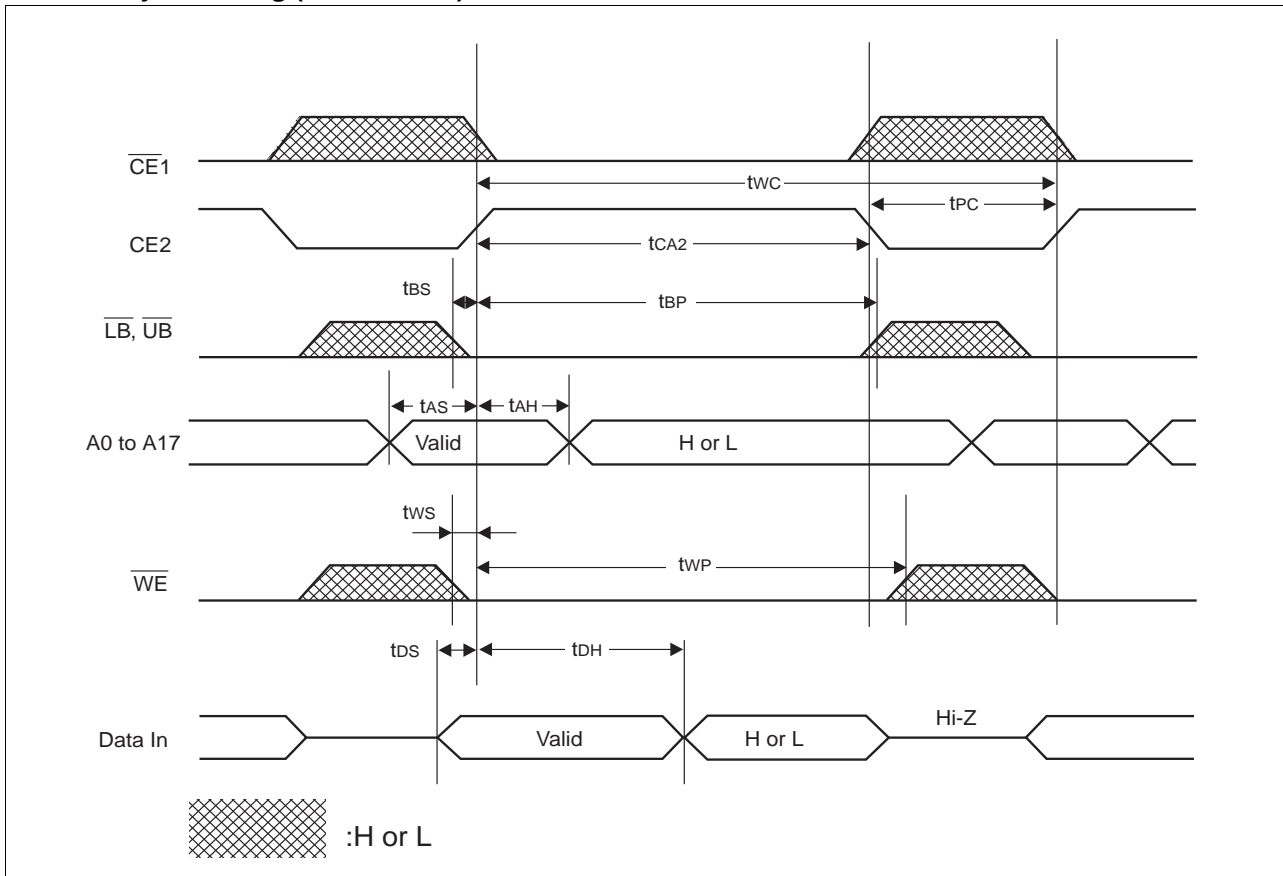 CE1
tWC
tPC
CE2
tCA2
tBS
tBP
LB, UB
tAS
tAH
A0 to A17
Valid
H or L
tWS
tWP
WE
tDS
tDH
Hi-Z
Data In
Valid
H or L
:H or L